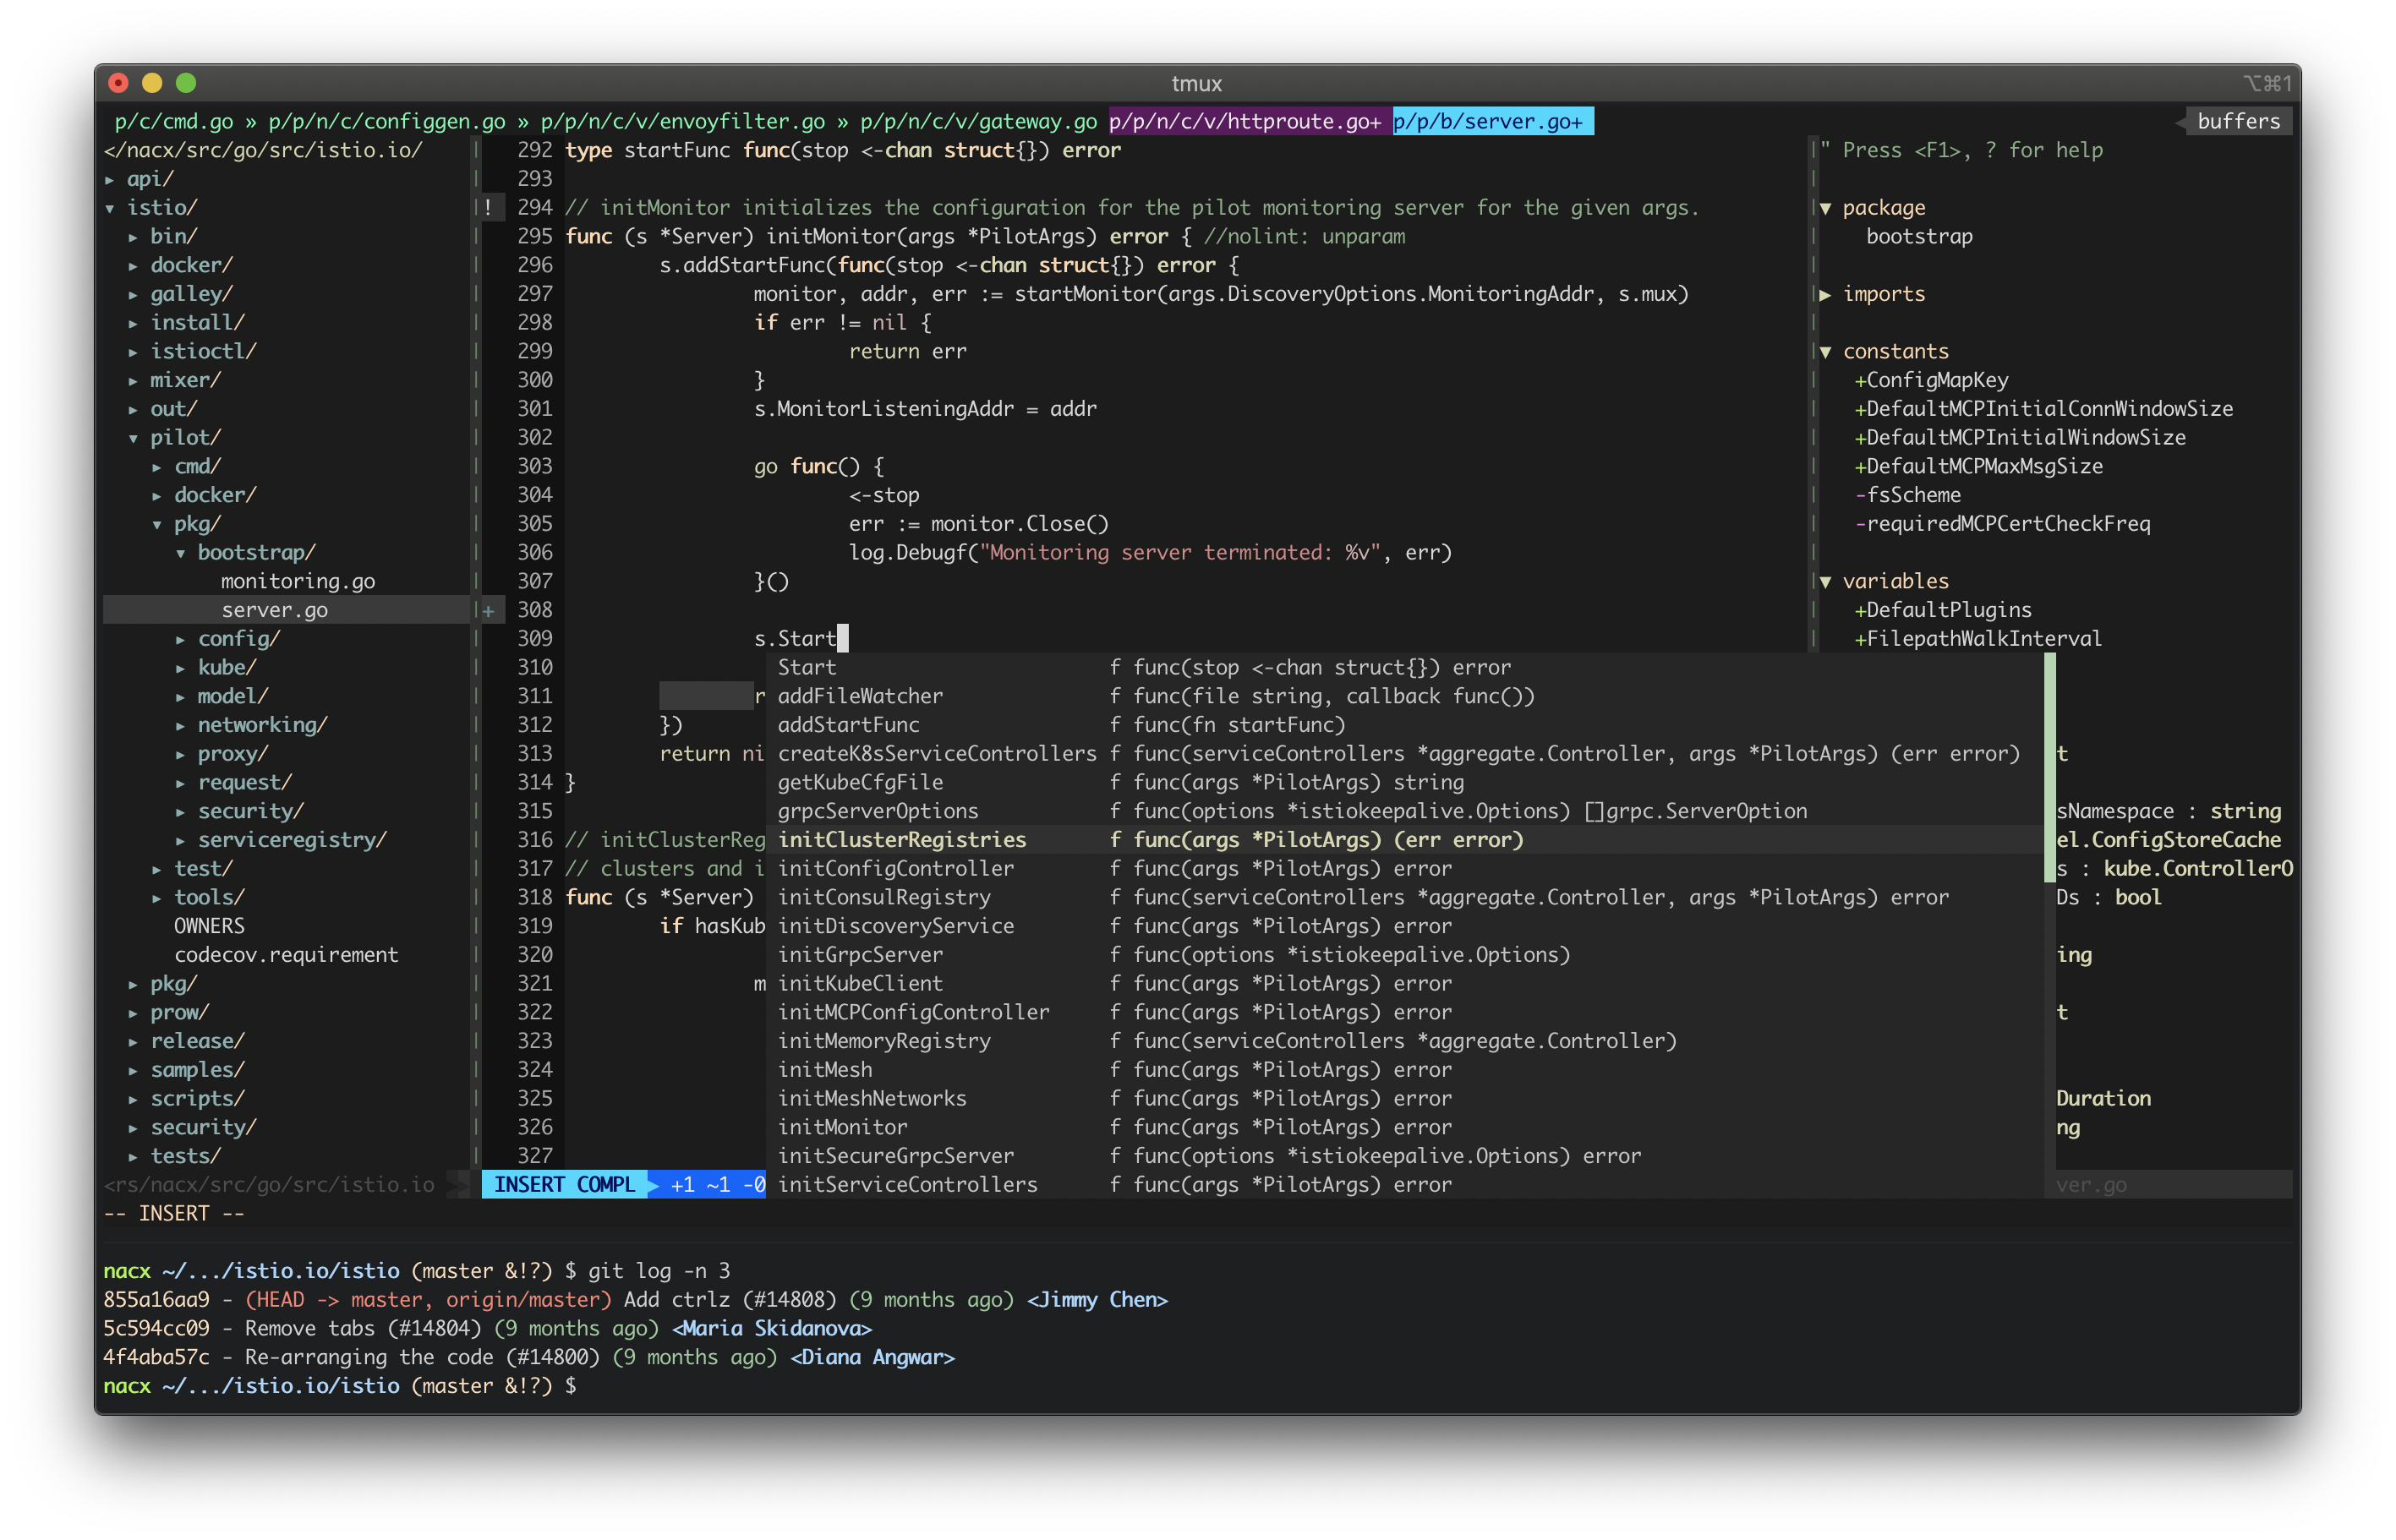 tmux
⌥⌘1
p/c/cmd.go » p/p/n/c/configgen.go » p/p/n/c/v/envoyfilter.go » p/p/n/c/v/gateway.go p/p/n/c/v/httproute.go+ p/p/b/server.go+
buffers
</nacx/src/go/src/istio.io/
▸ api/
▾ istio/
▸ bin/
▸ docker/
▸ galley/
▸ install/
▸ istioctl/
▸ mixer/
▸ out/
▾ pilot/
▸ cmd/
▸ docker/
▾ pkg/
▾ bootstrap/
monitoring.go
server.go
▸ config/
▸ kube/
▸ model/
▸ networking/
▸ proxy/
▸ request/
▸ security/
▸ serviceregistry/
▸ test/
▸ tools/
OWNERS
codecov.requirement
▸ pkg/
▸ prow/
▸ release/
▸ samples/
▸ scripts/
▸ security/
▸ tests/
<rs/nacx/src/go/src/istio.io
292 type startFunc func(stop <-chan struct{}) error
293
! 294 // initMonitor initializes the configuration for the pilot monitoring server for the given args.
295 func (s *Server) initMonitor(args *PilotArgs) error { //nolint: unparam
296 s.addStartFunc(func(stop <-chan struct{}) error {
297 monitor, addr, err := startMonitor(args.DiscoveryOptions.MonitoringAddr, s.mux)
298 if err != nil {
299 return err
300 }
301 s.MonitorListeningAddr = addr
302
303 go func() {
304 <-stop
305 err := monitor.Close()
306 log.Debugf("Monitoring server terminated: %v", err)
307 }()
+ 308
309 s.Start
310
311 r
312 })
313 return ni
314 }
315
316 // initClusterReg
317 // clusters and i
318 func (s *Server)
319 if hasKub
320
321 m
322
323
324
325
326
327
INSERT COMPL +1 ~1 -0
Start f func(stop <-chan struct{}) error
addFileWatcher f func(file string, callback func())
addStartFunc f func(fn startFunc)
createK8sServiceControllers f func(serviceControllers *aggregate.Controller, args *PilotArgs) (err error)
getKubeCfgFile f func(args *PilotArgs) string
grpcServerOptions f func(options *istiokeepalive.Options) []grpc.ServerOption
initClusterRegistries f func(args *PilotArgs) (err error)
initConfigController f func(args *PilotArgs) error
initConsulRegistry f func(serviceControllers *aggregate.Controller, args *PilotArgs) error
initDiscoveryService f func(args *PilotArgs) error
initGrpcServer f func(options *istiokeepalive.Options)
initKubeClient f func(args *PilotArgs) error
initMCPConfigController f func(args *PilotArgs) error
initMemoryRegistry f func(serviceControllers *aggregate.Controller)
initMesh f func(args *PilotArgs) error
initMeshNetworks f func(args *PilotArgs) error
initMonitor f func(args *PilotArgs) error
initSecureGrpcServer f func(options *istiokeepalive.Options) error
initServiceControllers f func(args *PilotArgs) error
" Press <F1>, ? for help
▼ package
bootstrap
▶ imports
▼ constants
+ConfigMapKey
+DefaultMCPInitialConnWindowSize
+DefaultMCPInitialWindowSize
+DefaultMCPMaxMsgSize
-fsScheme
-requiredMCPCertCheckFreq
▼ variables
+DefaultPlugins
+FilepathWalkInterval
t
sNamespace : string
el.ConfigStoreCache
s : kube.ControllerO
Ds : bool
ing
t
Duration
ng
ver.go
-- INSERT --
nacx ~/.../istio.io/istio (master &!?) $ git log -n 3
855a16aa9 - (HEAD -> master, origin/master) Add ctrlz (#14808) (9 months ago) <Jimmy Chen>
5c594cc09 - Remove tabs (#14804) (9 months ago) <Maria Skidanova>
4f4aba57c - Re-arranging the code (#14800) (9 months ago) <Diana Angwar>
nacx ~/.../istio.io/istio (master &!?) $